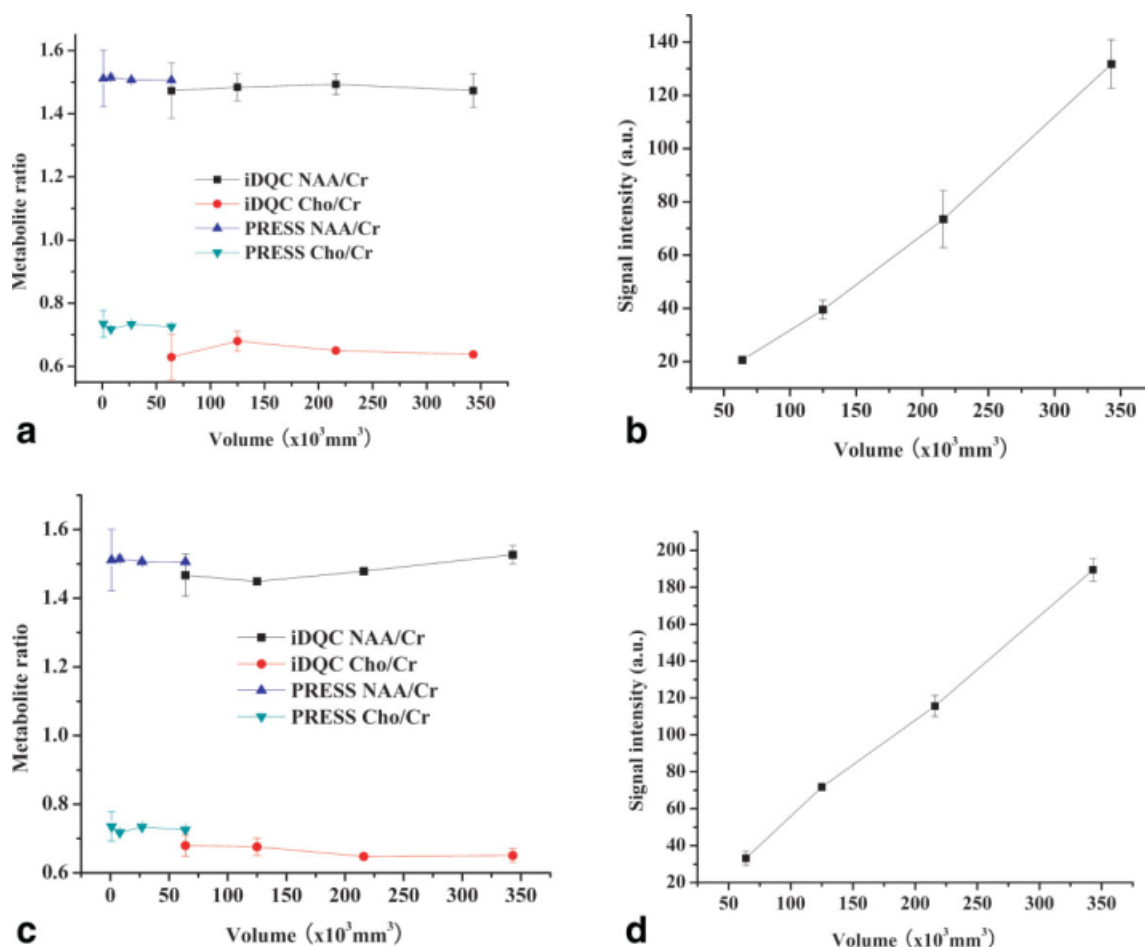 1.6
1.4
1.2
1.0
0.8
0.6
Metabolite ratio
iDQC NAA/Cr
iDQC Cho/Cr
PRESS NAA/Cr
PRESS Cho/Cr
0 50 100 150 200 250 300 350
Volume (x10³mm³)
a
140
120
100
80
60
40
20
Signal intensity (a.u.)
50 100 150 200 250 300 350
Volume (x10³mm³)
b
1.6
1.4
1.2
1.0
0.8
0.6
Metabolite ratio
iDQC NAA/Cr
iDQC Cho/Cr
PRESS NAA/Cr
PRESS Cho/Cr
0 50 100 150 200 250 300 350
Volume (x10³mm³)
c
200
180
160
140
120
100
80
60
40
20
Signal intensity (a.u.)
50 100 150 200 250 300 350
Volume (x10³mm³)
d